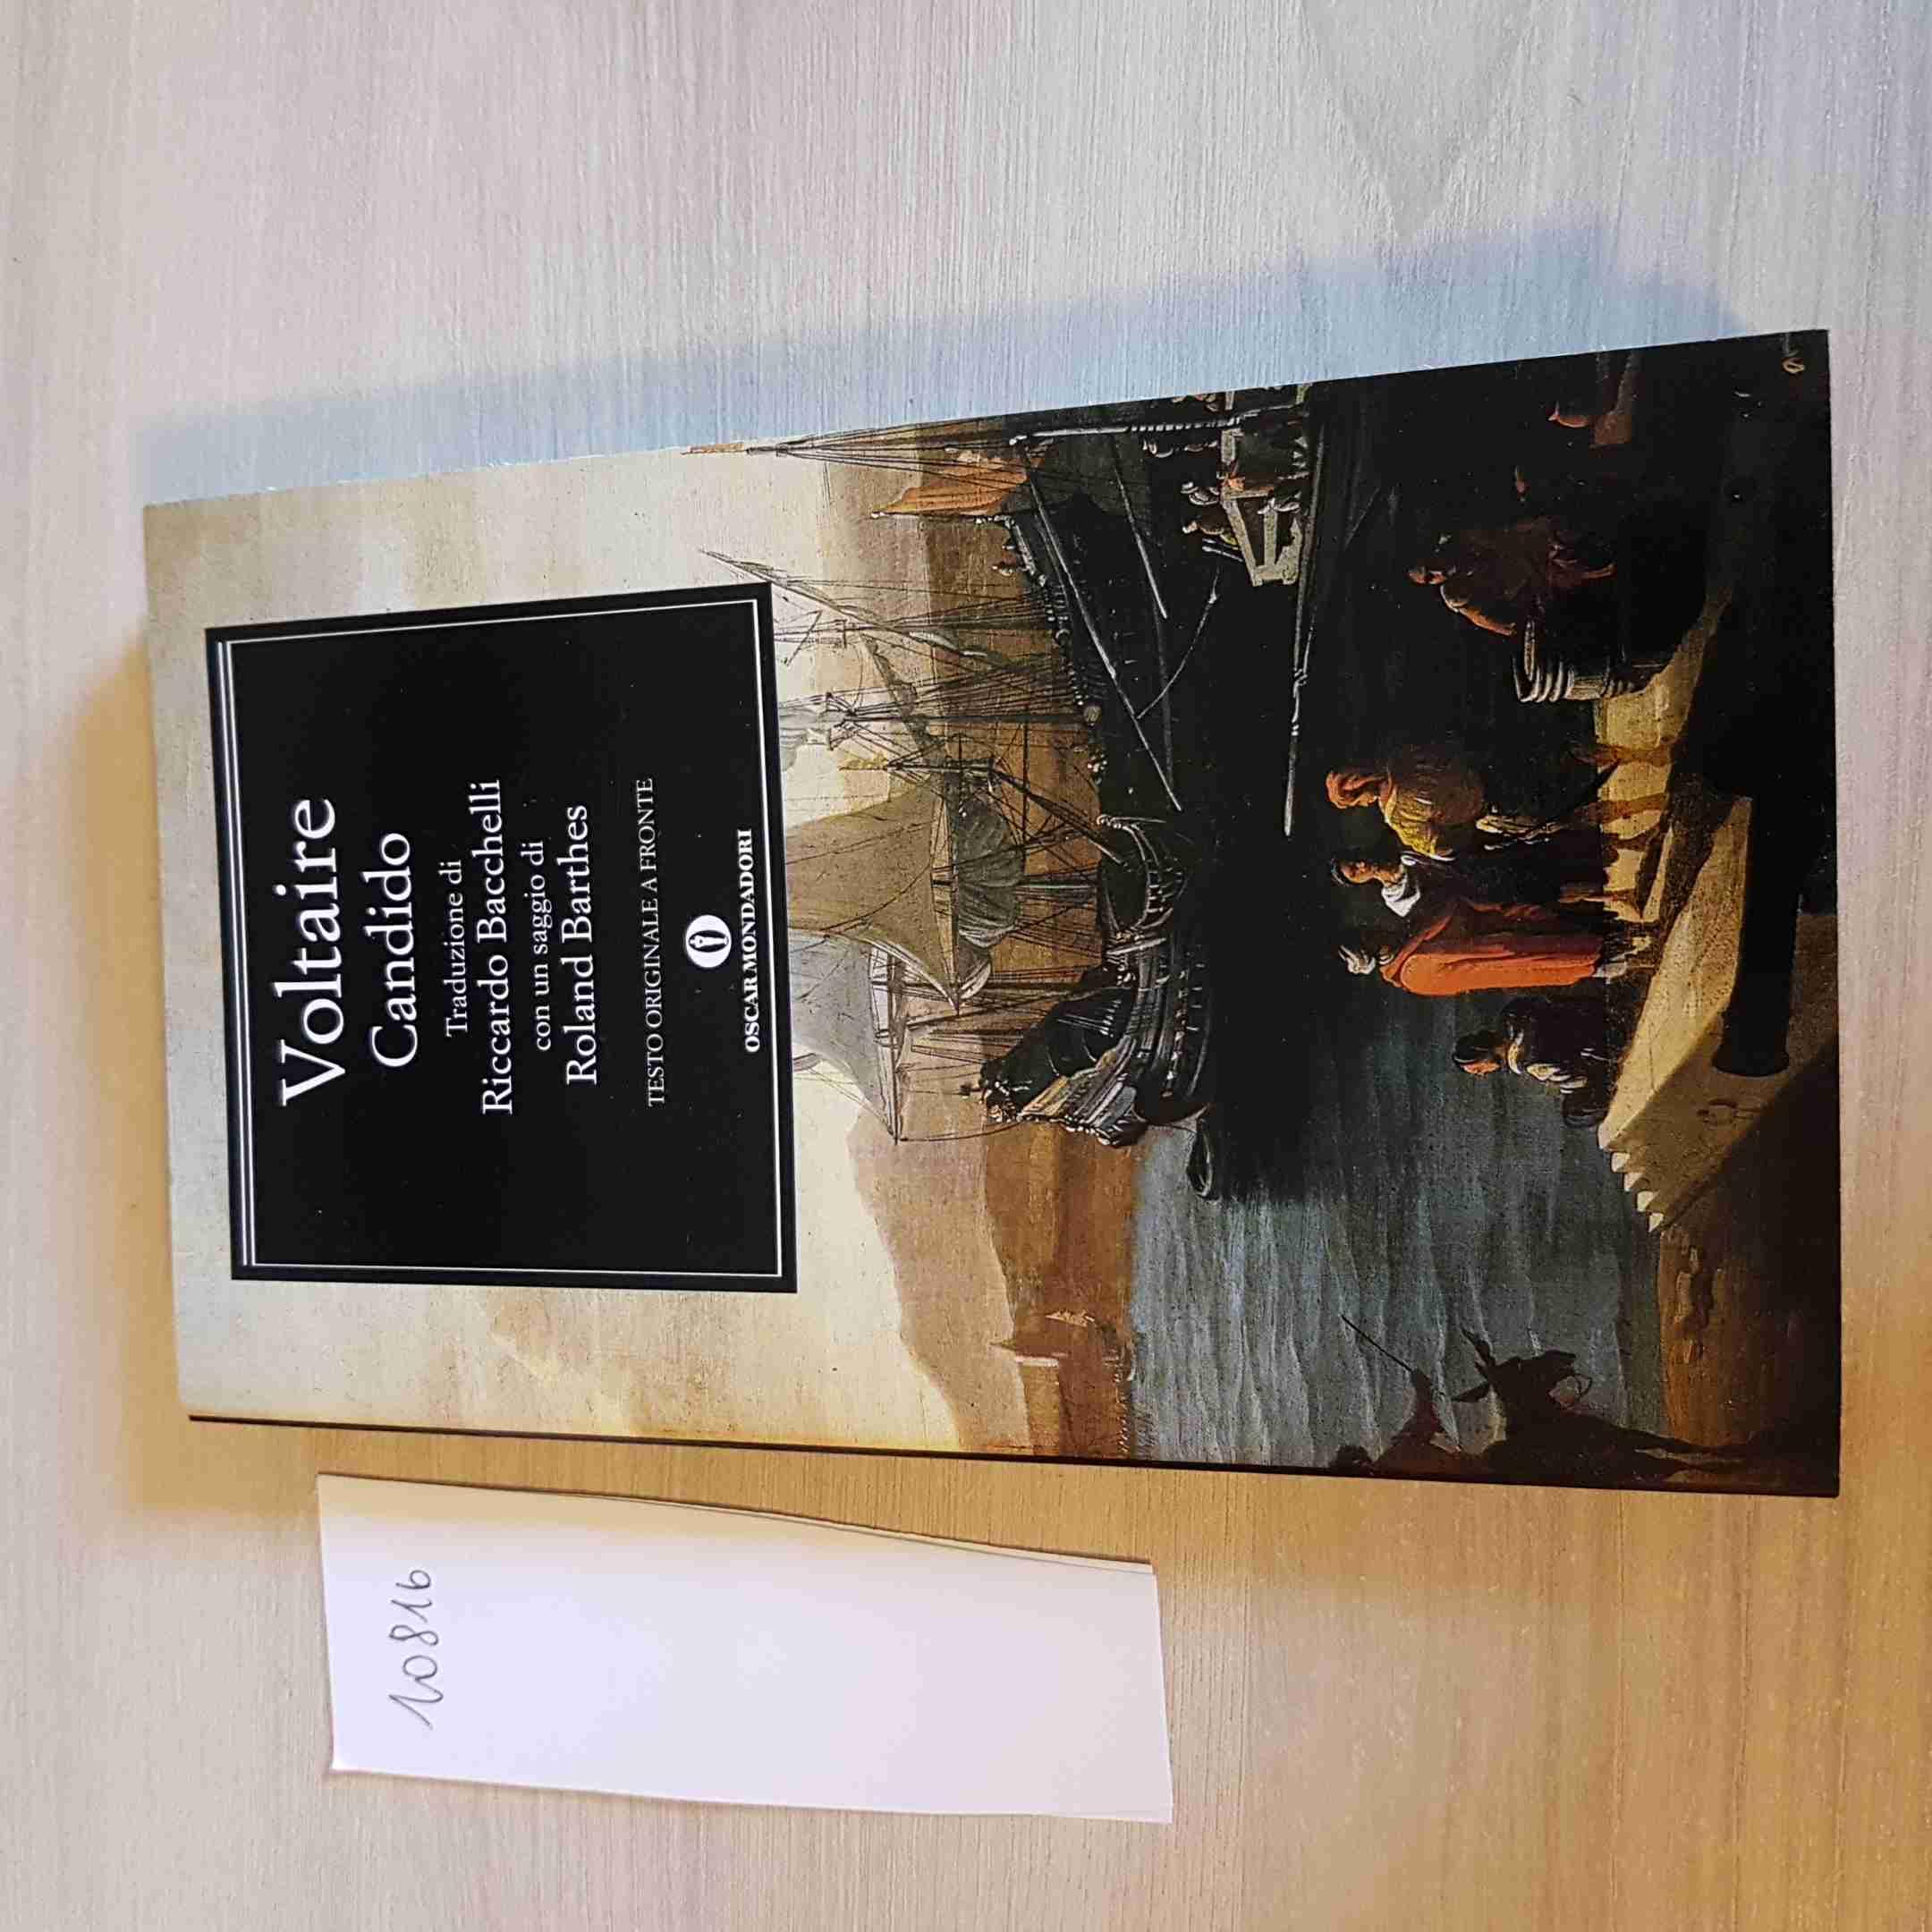 Voltaire
Candido
Traduzione di
Riccardo Bacchelli
con un saggio di
Roland Barthes
TESTO ORIGINALE A FRONTE
OSCAR MONDADORI
10816